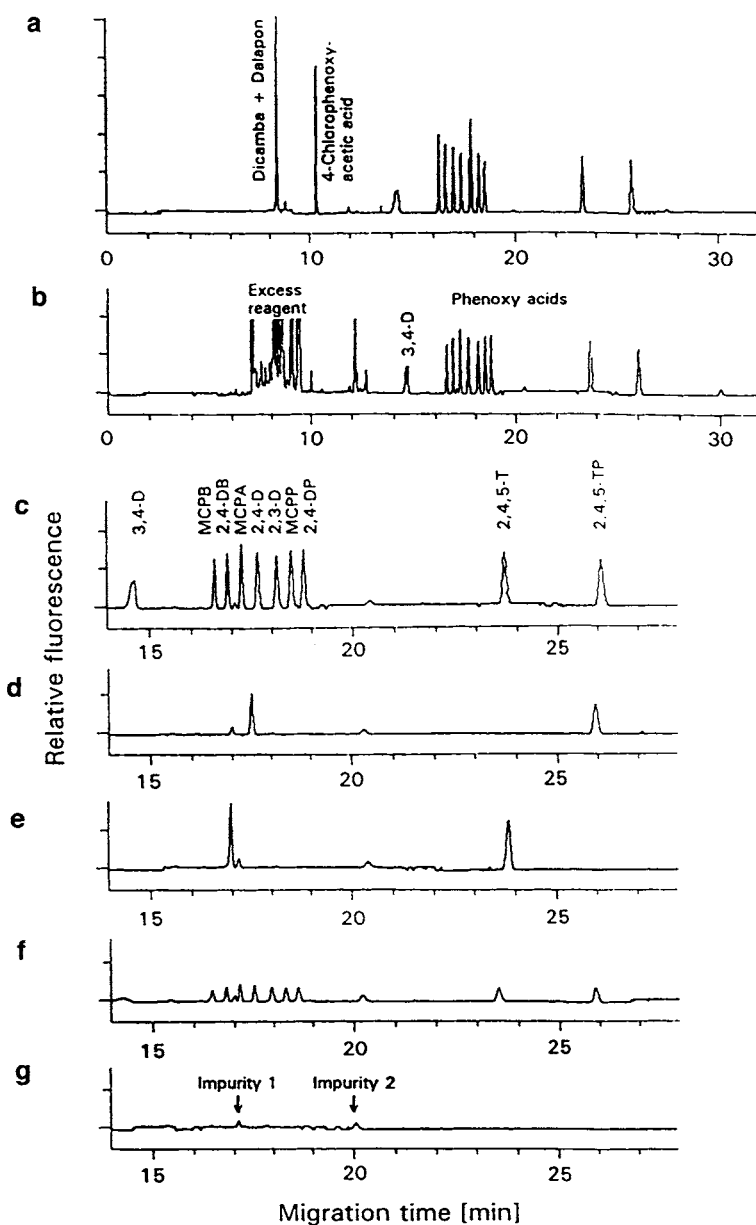 a
Dicamba + Dalapon
4-Chlorophenoxy-
acetic acid
0 10 20 30
b
Excess
reagent
3,4-D
Phenoxy acids
0 10 20 30
c
3,4-D
MCPB
2,4-DB
MCPA
2,4-D
2,3-D
MCPP
2,4-DP
2,4,5-T
2,4,5-TP
15 20 25
d
15 20 25
e
15 20 25
f
15 20 25
g
Impurity 1 Impurity 2
15 20 25
Relative fluorescence
Migration time [min]